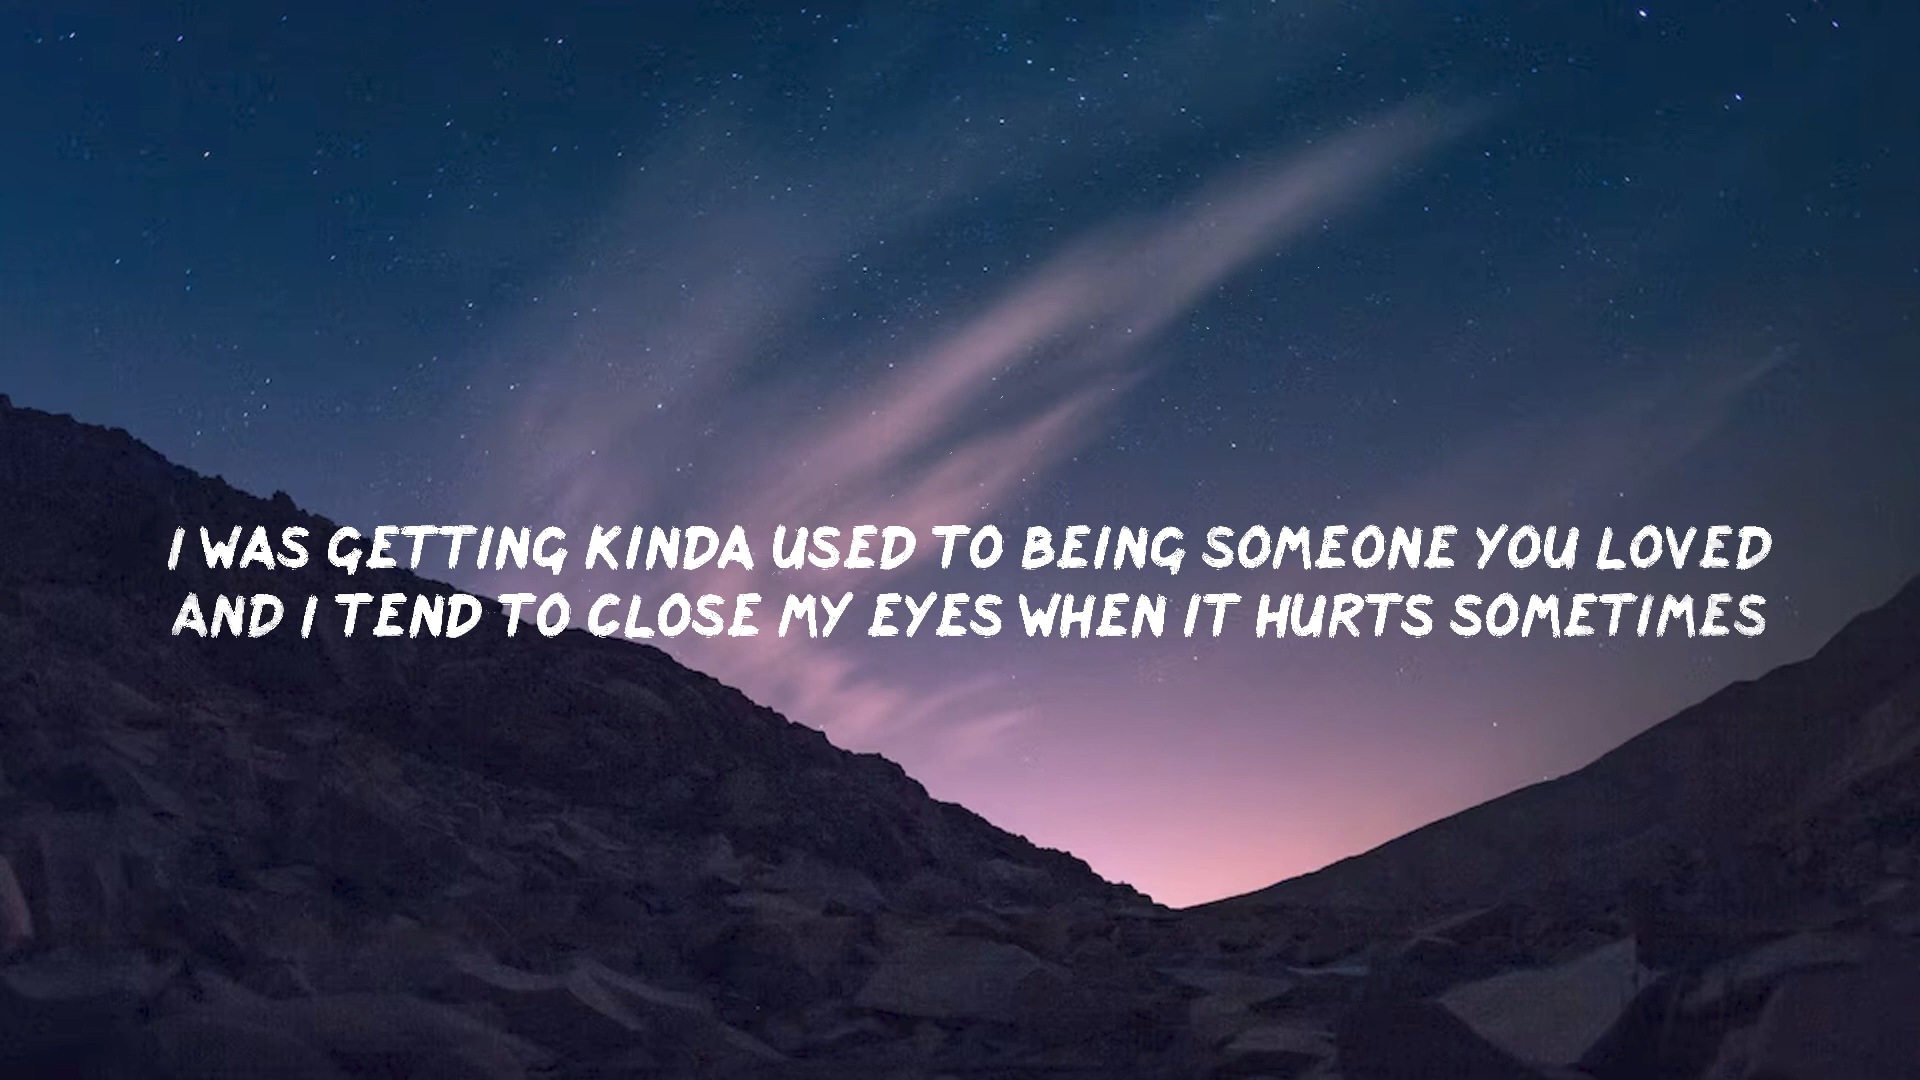 I WAS GETTING KINDA USED TO BEING SOMEONE YOU LOVED
AND I TEND TO CLOSE MY EYES WHEN IT HURTS SOMETIMES